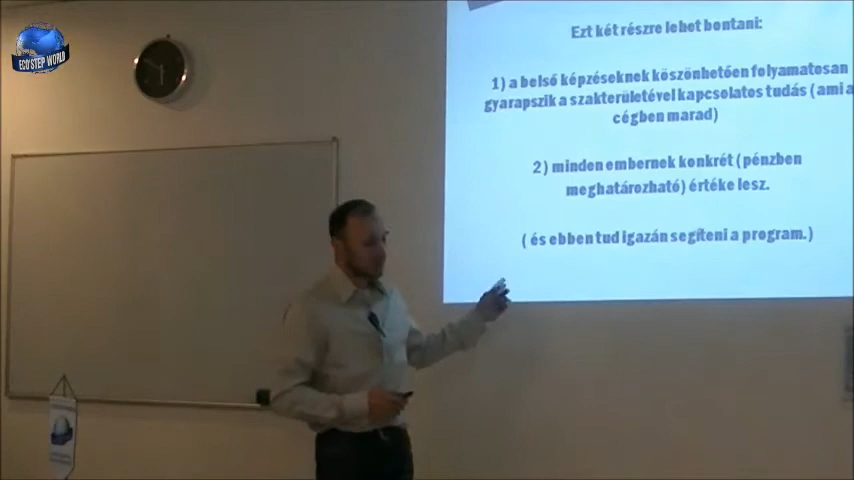 ECO STEP WORLD
Ezt két részre lehet bontani:
1) a belső képzéseknek köszönhetően folyamatosan
gyarapszik a szakterületével kapcsolatos tudás (ami a
cégben marad)
2) minden embernek konkrét (pénzben
meghatározható) értéke lesz.
( és ebben tud igazán segíteni a program.)